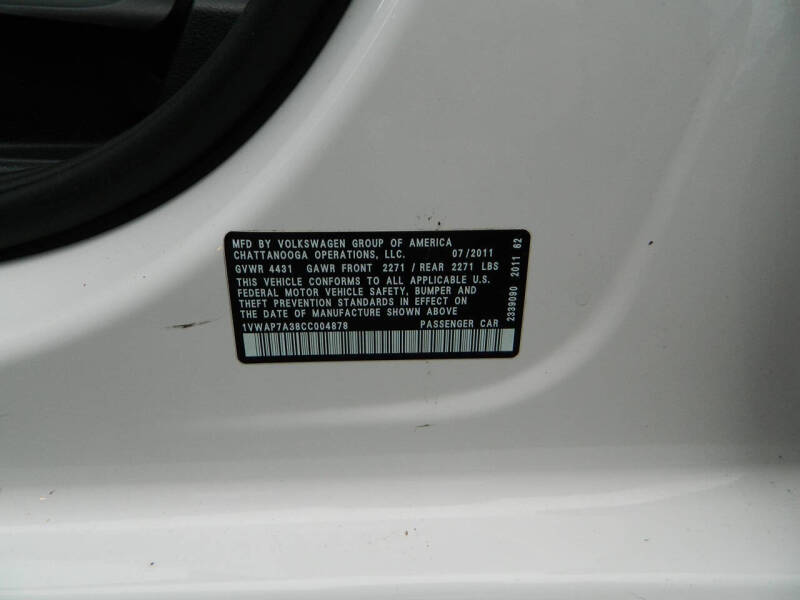 MFD BY VOLKSWAGEN GROUP OF AMERICA
CHATTANOOGA OPERATIONS, LLC. 07/2011
GVWR 4431 GAWR FRONT 2271 / REAR 2271 LBS
THIS VEHICLE CONFORMS TO ALL APPLICABLE U.S.
FEDERAL MOTOR VEHICLE SAFETY, BUMPER AND
THEFT PREVENTION STANDARDS IN EFFECT ON
THE DATE OF MANUFACTURE SHOWN ABOVE
1VWAP7A38CC004878 PASSENGER CAR
2339090 2011 62